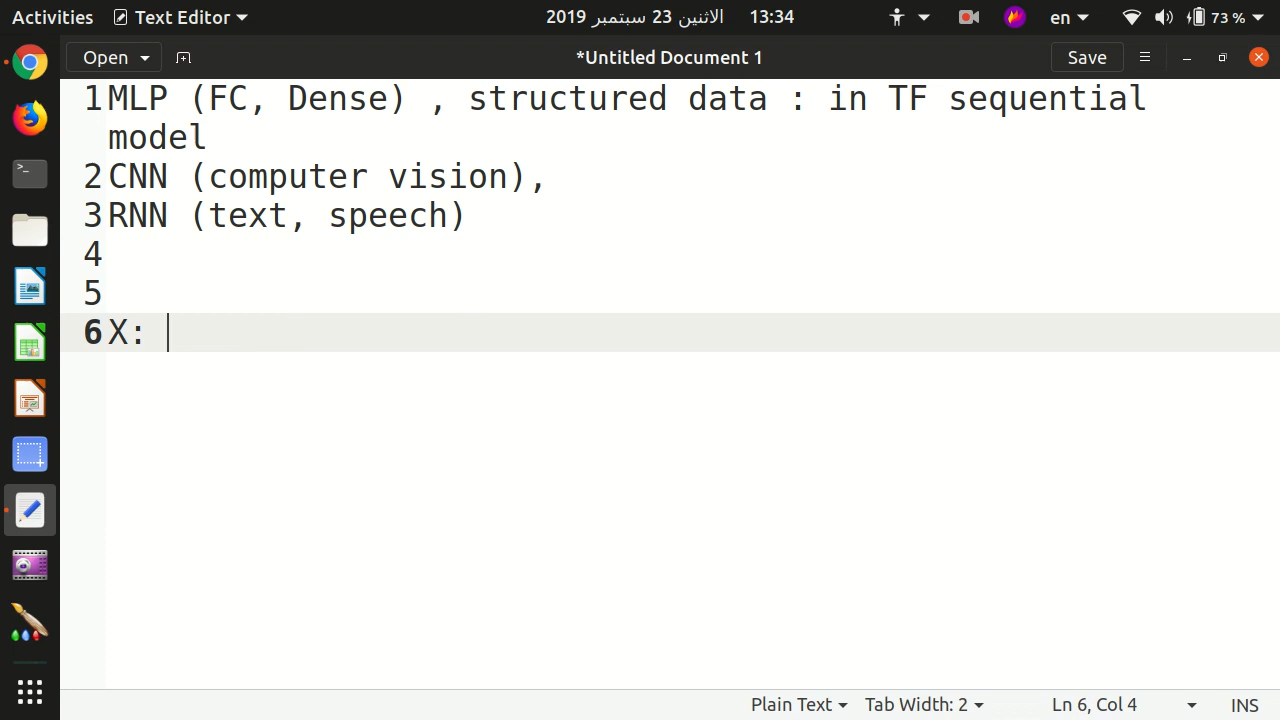 Activities Text Editor الاثنين 23 سبتمبر 2019 13:34 en 73 %
Open *Untitled Document 1 Save
1 MLP (FC, Dense) , structured data : in TF sequential
model
2 CNN (computer vision),
3 RNN (text, speech)
4
5
6 X:
Plain Text Tab Width: 2 Ln 6, Col 4 INS